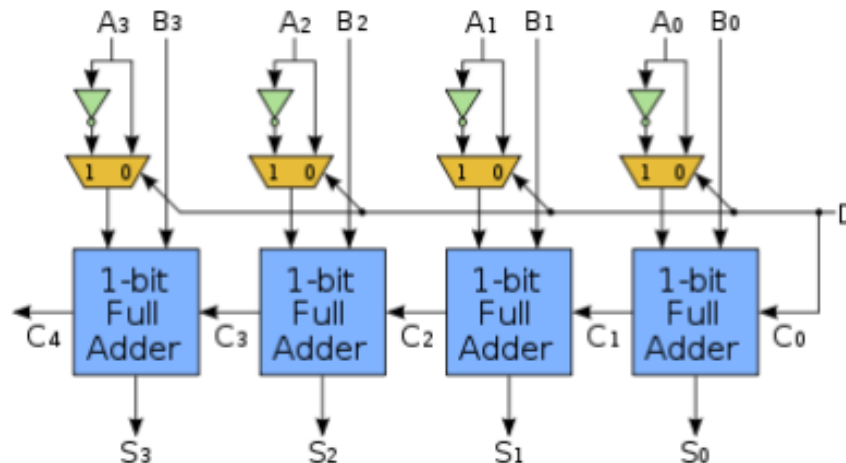 A3 B3 A2 B2 A1 B1 A0 B0
1 0 1 0 1 0 1 0
D
1-bit Full Adder 1-bit Full Adder 1-bit Full Adder 1-bit Full Adder
C4 C3 C2 C1 C0
S3 S2 S1 S0